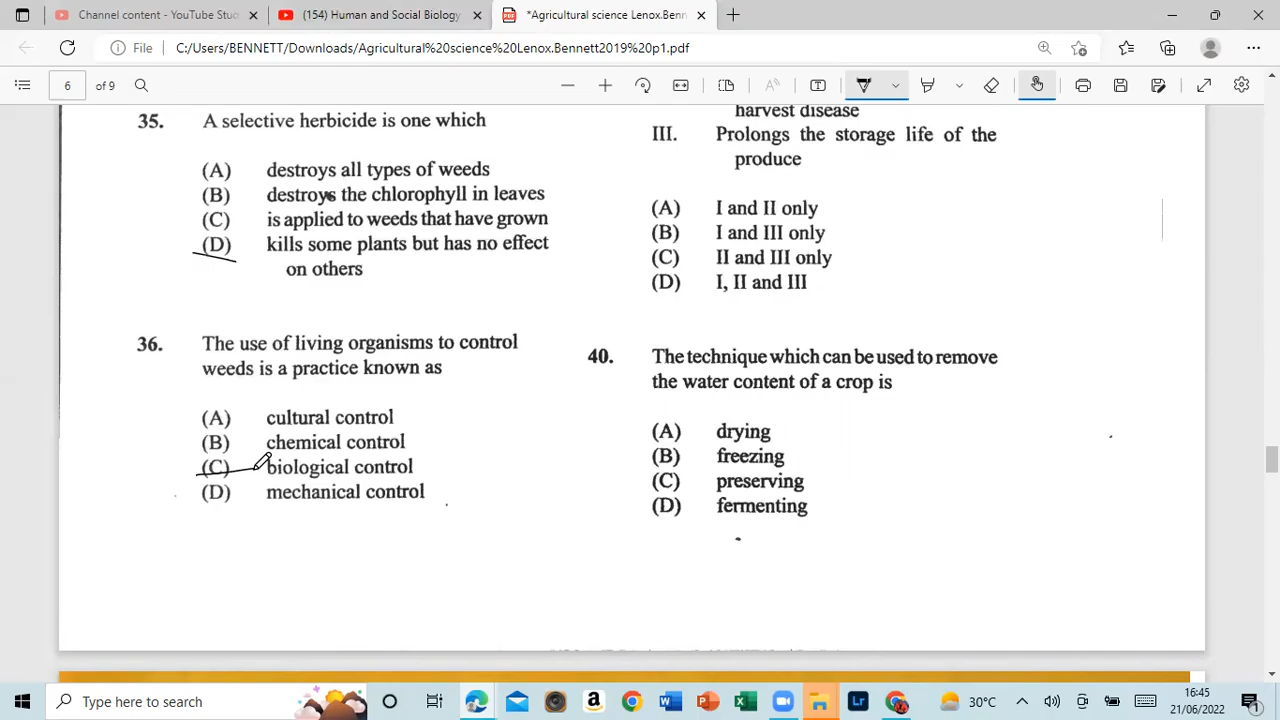 Channel content - YouTube Stud
(154) Human and Social Biology
*Agricultural science Lenox.Benn
File
C:/Users/BENNETT/Downloads/Agricultural%20science%20Lenox.Bennett2019%20p1.pdf
6 of 9
35. A selective herbicide is one which
(A) destroys all types of weeds
(B) destroys the chlorophyll in leaves
(C) is applied to weeds that have grown
(D) kills some plants but has no effect
on others
36. The use of living organisms to control
weeds is a practice known as
(A) cultural control
(B) chemical control
(C) biological control
(D) mechanical control
harvest disease
III. Prolongs the storage life of the
produce
(A) I and II only
(B) I and III only
(C) II and III only
(D) I, II and III
40. The technique which can be used to remove
the water content of a crop is
(A) drying
(B) freezing
(C) preserving
(D) fermenting
Type here to search
30°C
16:45
21/06/2022